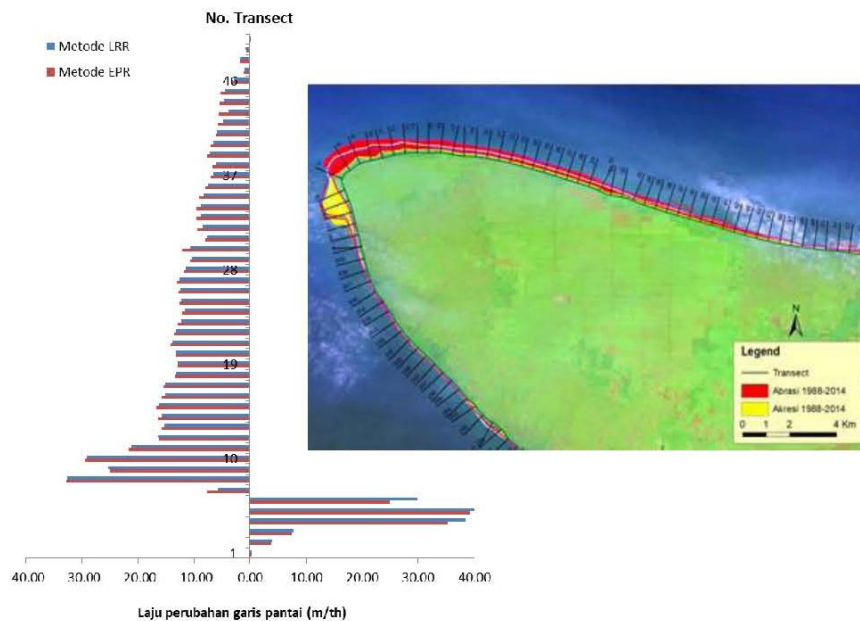 No. Transect
Metode LRR
Metode EPR
46
37
28
19
10
1
40.00 30.00 20.00 10.00 0.00 10.00 20.00 30.00 40.00
Laju perubahan garis pantai (m/th)
N
Legend
Transect
Abrasi 1988-2014
Akresi 1988-2014
0 1 2 4 Km